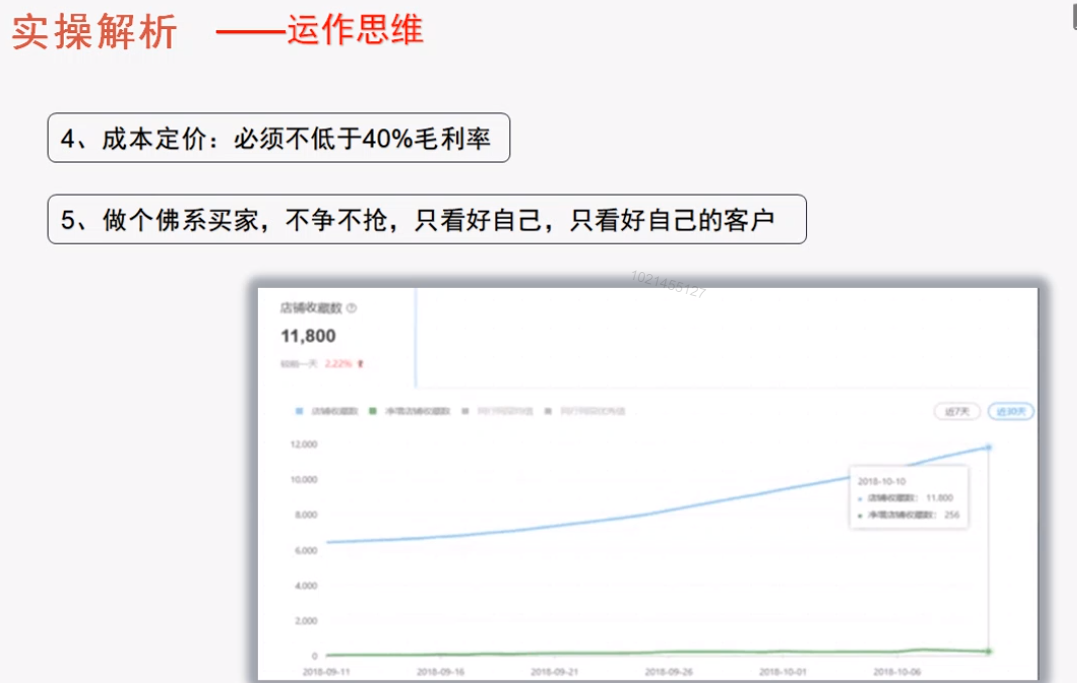 实操解析 ——运作思维
4、成本定价：必须不低于40%毛利率
5、做个佛系买家，不争不抢，只看好自己，只看好自己的客户
1021455127
店铺收藏数
11,800
较前一天 2.22%
店铺收藏数 净增店铺收藏数
近7天 近30天
12,000
10,000
2018-10-10
店铺收藏数： 11,800
8,000
净增店铺收藏数： 256
6,000
4,000
2,000
0
2018-09-11 2018-09-16 2018-09-21 2018-09-26 2018-10-01 2018-10-06